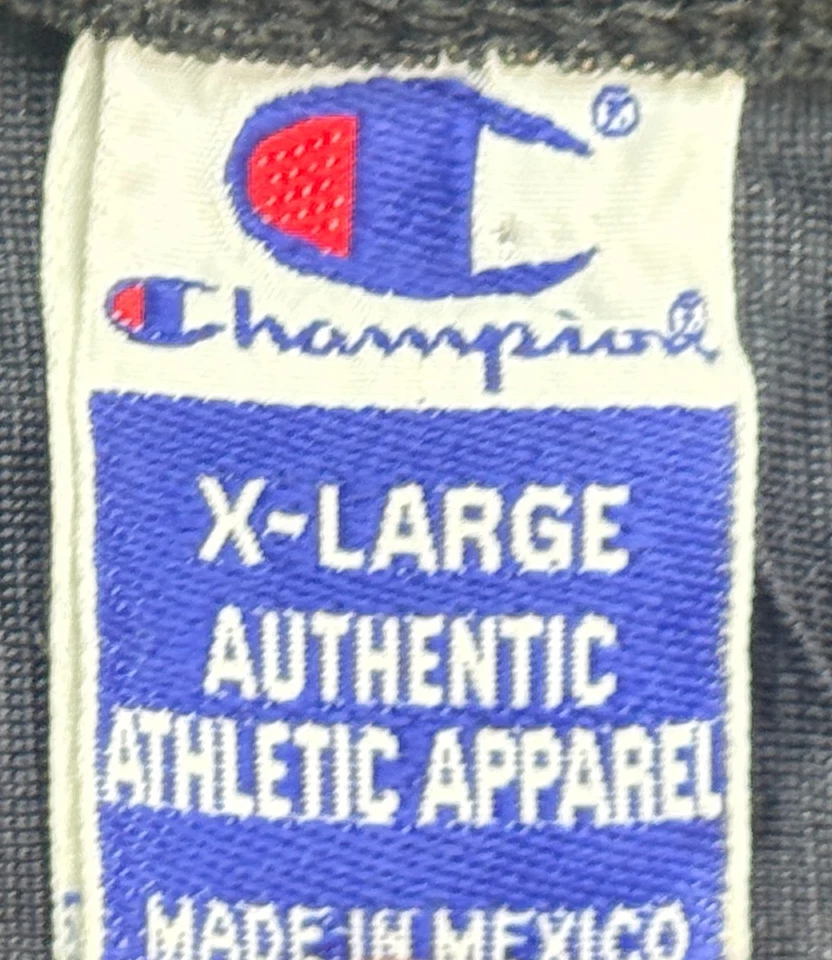 ®
Champion®
X-LARGE
AUTHENTIC
ATHLETIC APPAREL
MADE IN MEXICO